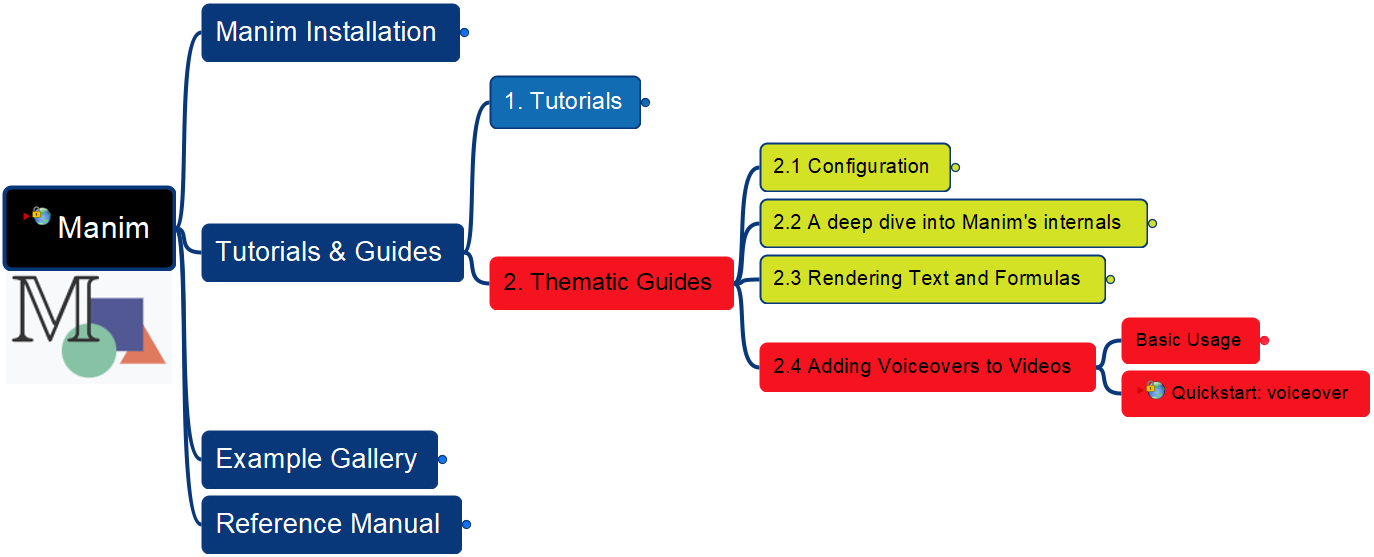 Manim Installation
1. Tutorials
2.1 Configuration
2.2 A deep dive into Manim's internals
Manim
Tutorials & Guides
2. Thematic Guides
2.3 Rendering Text and Formulas
M
Basic Usage
2.4 Adding Voiceovers to Videos
Quickstart: voiceover
Example Gallery
Reference Manual